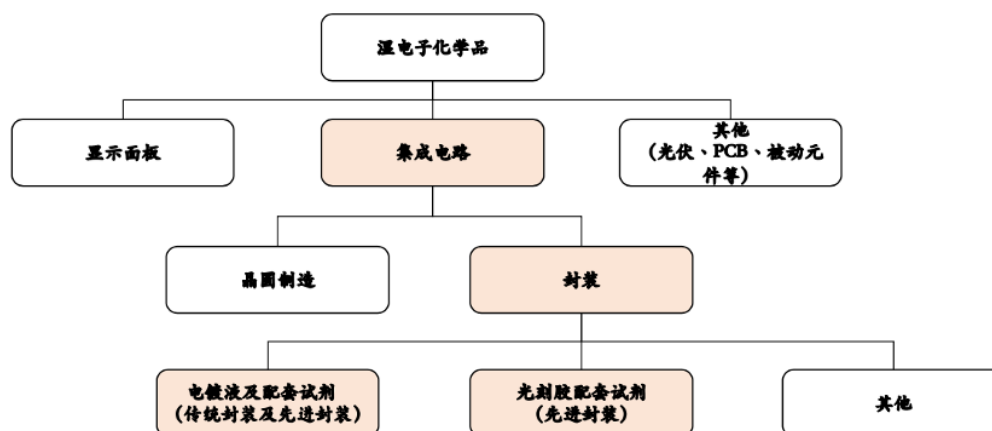 湿电子化学品
显示面板
集成电路
其他
(光伏、PCB、被动元
件等)
晶圆制造
封装
电镀液及配套试剂
(传统封装及先进封装)
光刻胶配套试剂
(先进封装)
其他